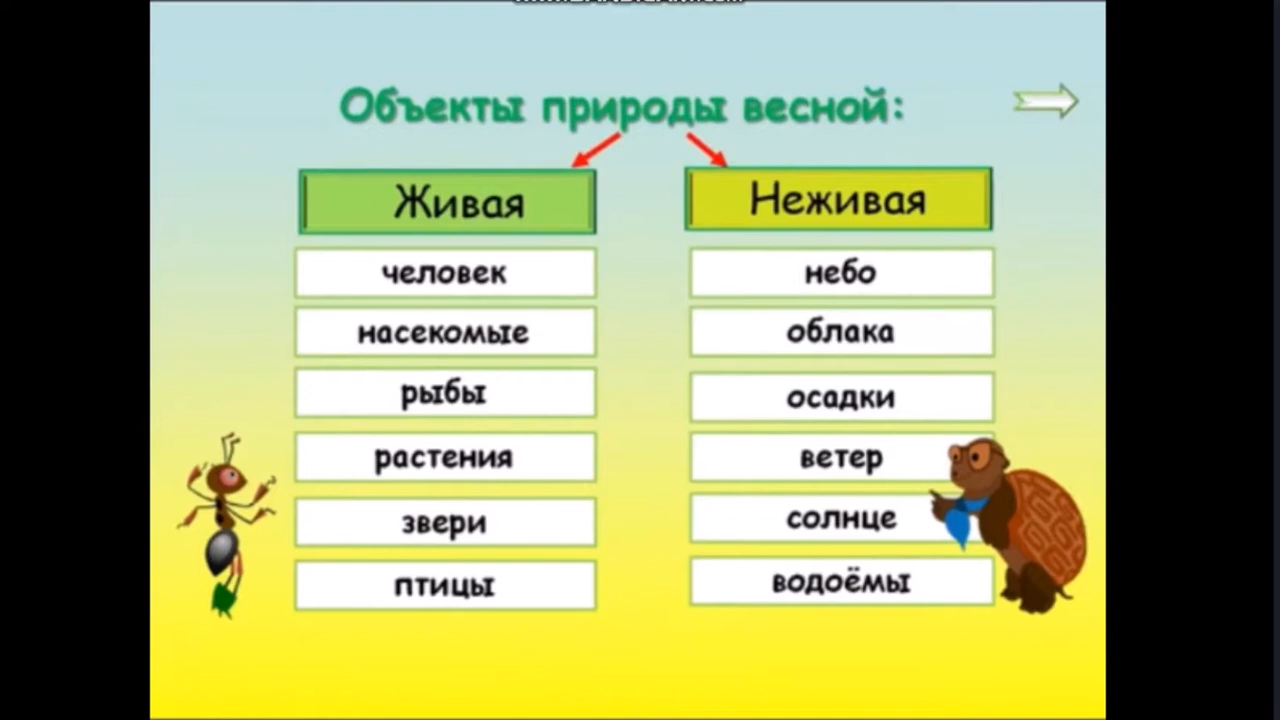 Объекты природы весной:
Живая
Неживая
человек
небо
насекомые
облака
рыбы
осадки
растения
ветер
звери
солнце
птицы
водоёмы